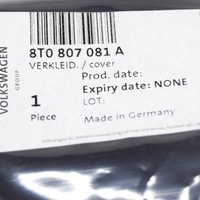 VOLKSWAGEN
GROUP
8T0 807 081 A
VERKLEID. / cover
Prod. date:
Expiry date: NONE
1
LOT:
Piece
Made in Germany